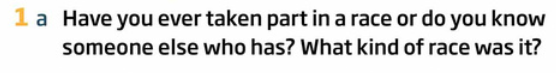 1 a Have you ever taken part in a race or do you know
someone else who has? What kind of race was it?